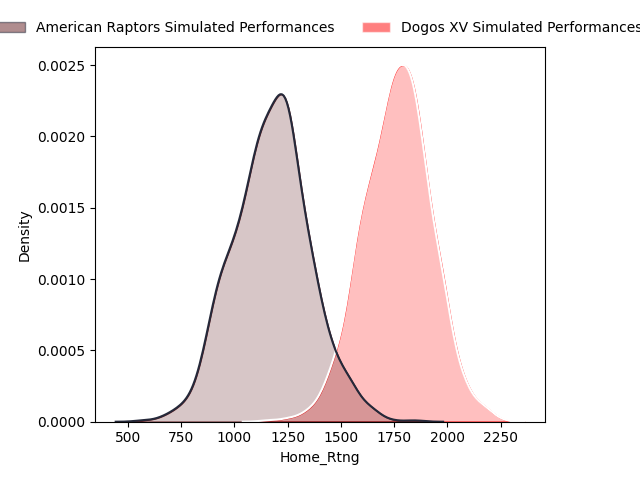 American Raptors Simulated Performances Dogos XV Simulated Performances
0.0025
0.0020
0.0015
0.0010
0.0005
0.0000
Density
500 750 1000 1250 1500 1750 2000 2250
Home_Rtng